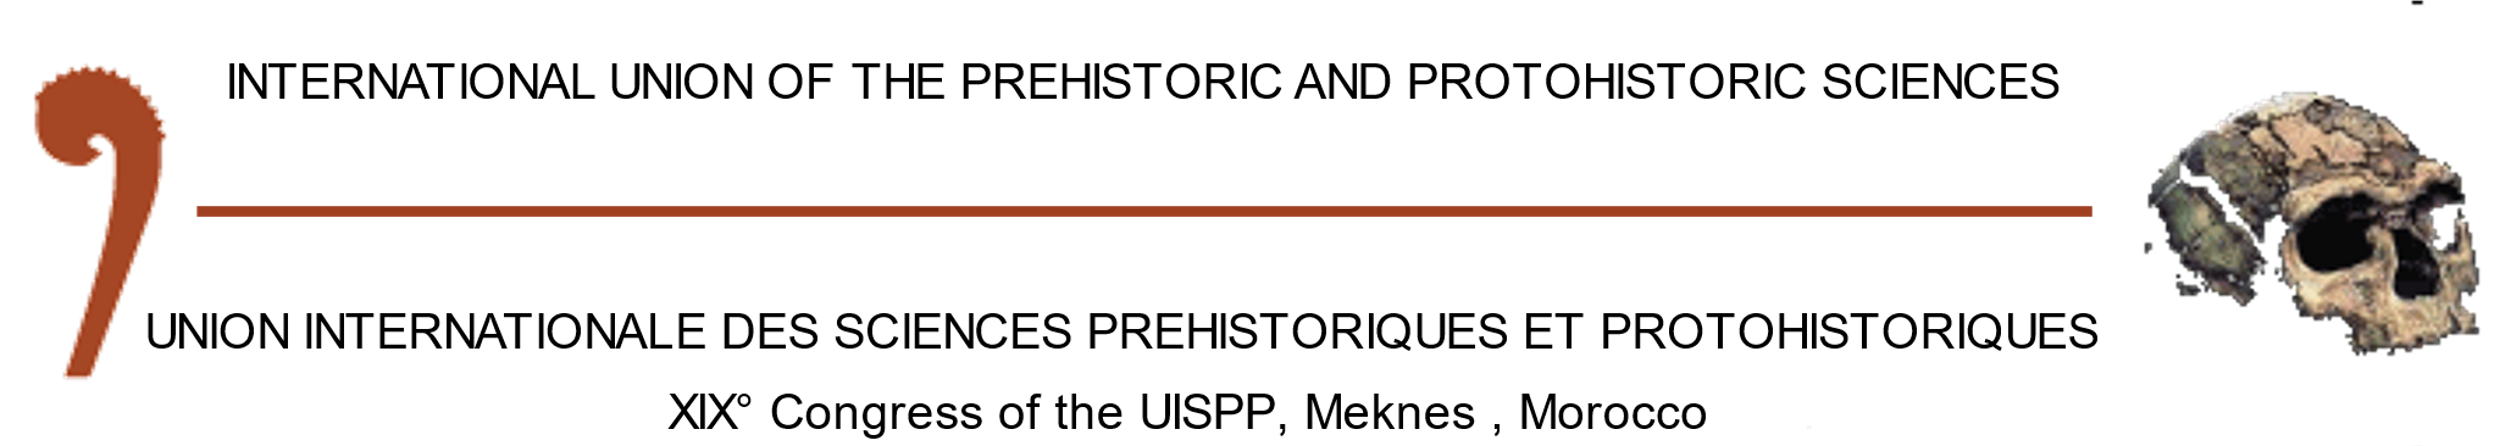 INTERNATIONAL UNION OF THE PREHISTORIC AND PROTOHISTORIC SCIENCES
UNION INTERNATIONALE DES SCIENCES PREHISTORIQUES ET PROTOHISTORIQUES
XIX° Congress of the UISPP, Meknes , Morocco